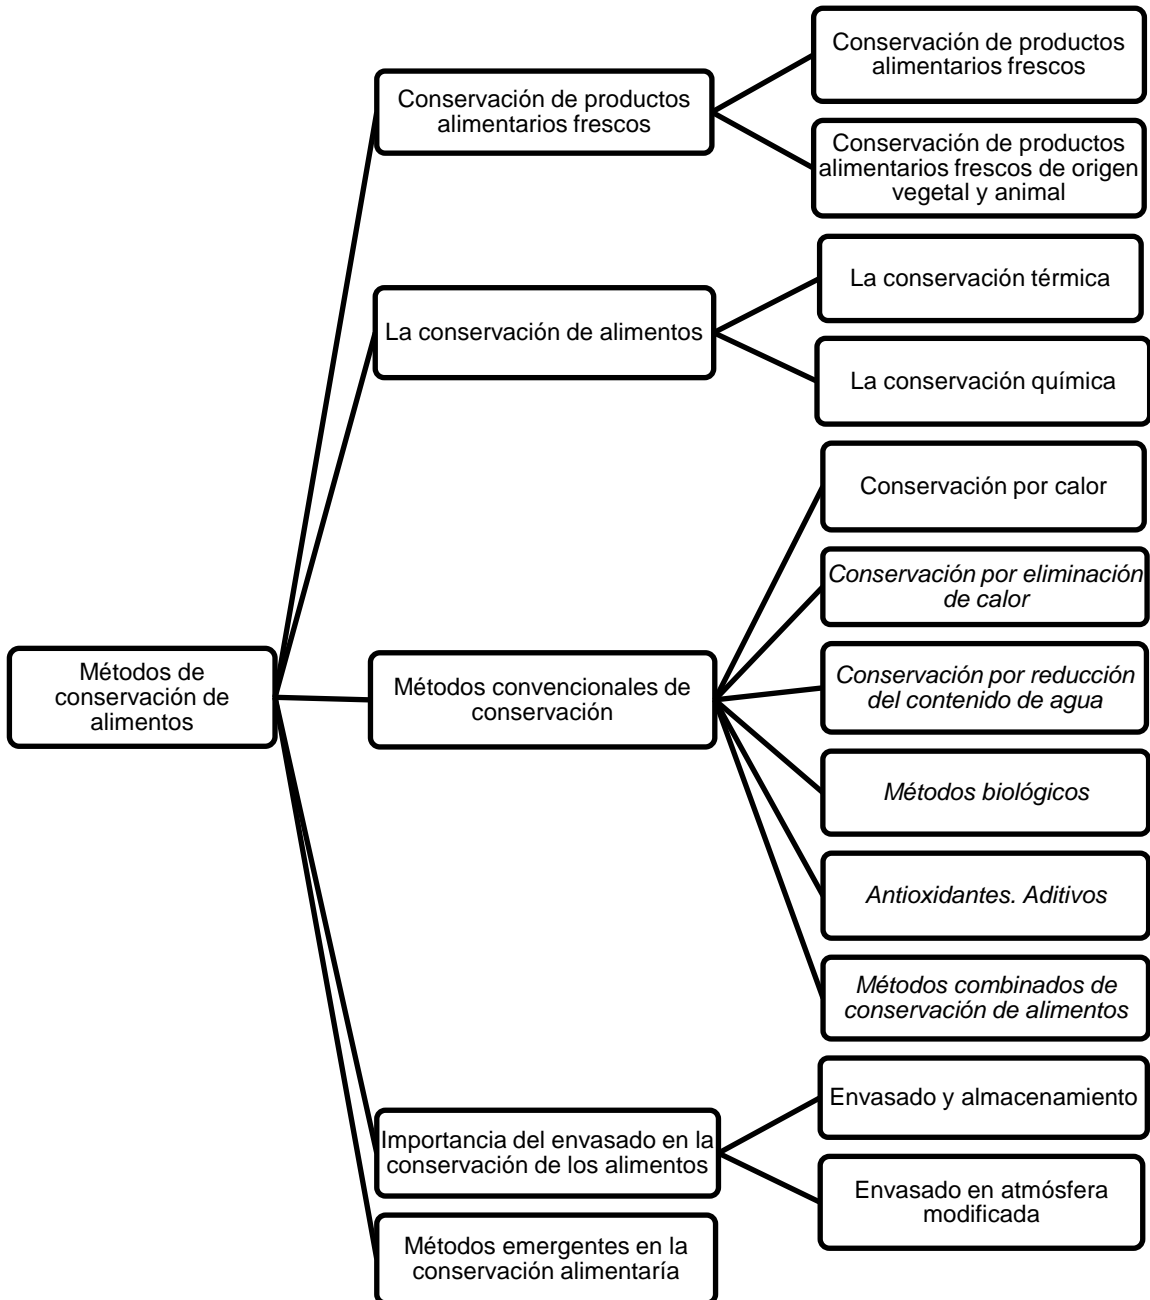 Métodos de
conservación de
alimentos
Conservación de productos
alimentarios frescos
Conservación de productos
alimentarios frescos
Conservación de productos
alimentarios frescos de origen
vegetal y animal
La conservación de alimentos
La conservación térmica
La conservación química
Métodos convencionales de
conservación
Conservación por calor
Conservación por eliminación
de calor
Conservación por reducción
del contenido de agua
Métodos biológicos
Antioxidantes. Aditivos
Métodos combinados de
conservación de alimentos
Importancia del envasado en la
conservación de los alimentos
Envasado y almacenamiento
Envasado en atmósfera
modificada
Métodos emergentes en la
conservación alimentaría